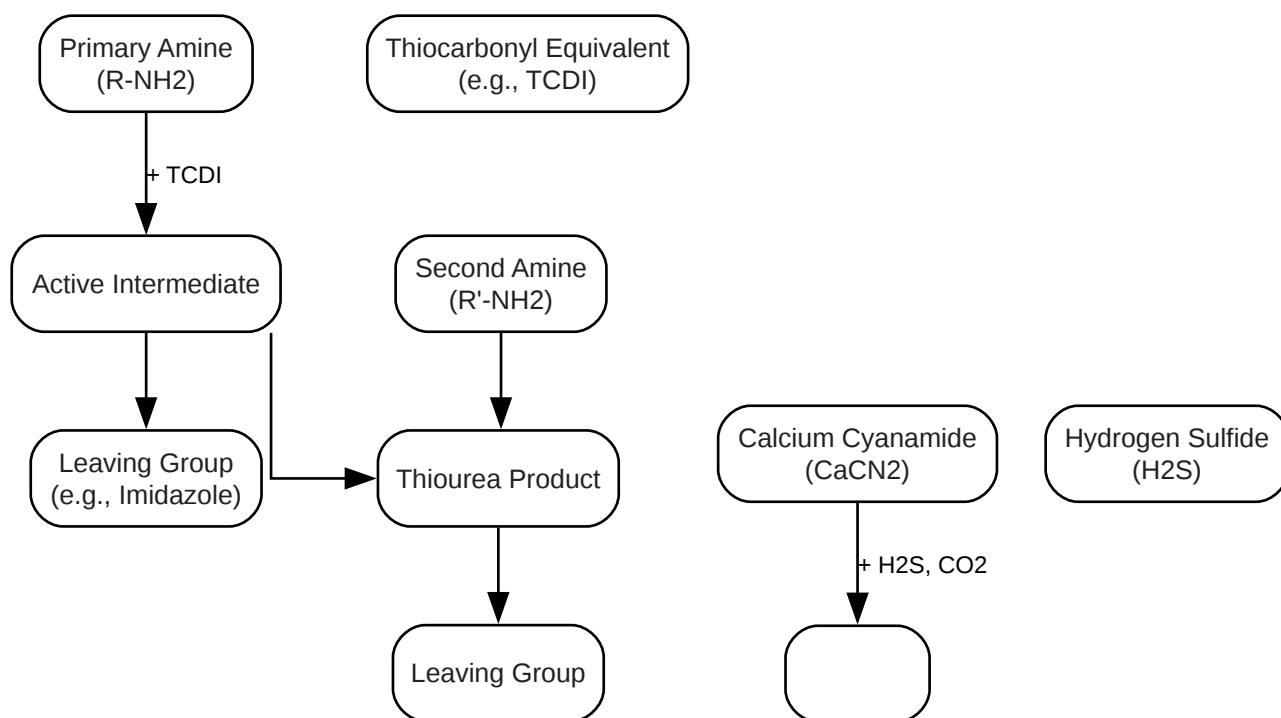 Primary Amine
(R-NH2)
Thiocarbonyl Equivalent
(e.g., TCDI)
+ TCDI
Active Intermediate
Second Amine
(R'-NH2)
Leaving Group
(e.g., Imidazole)
Thiourea Product
Calcium Cyanamide
(CaCN2)
Hydrogen Sulfide
(H2S)
+ H2S, CO2
Leaving Group